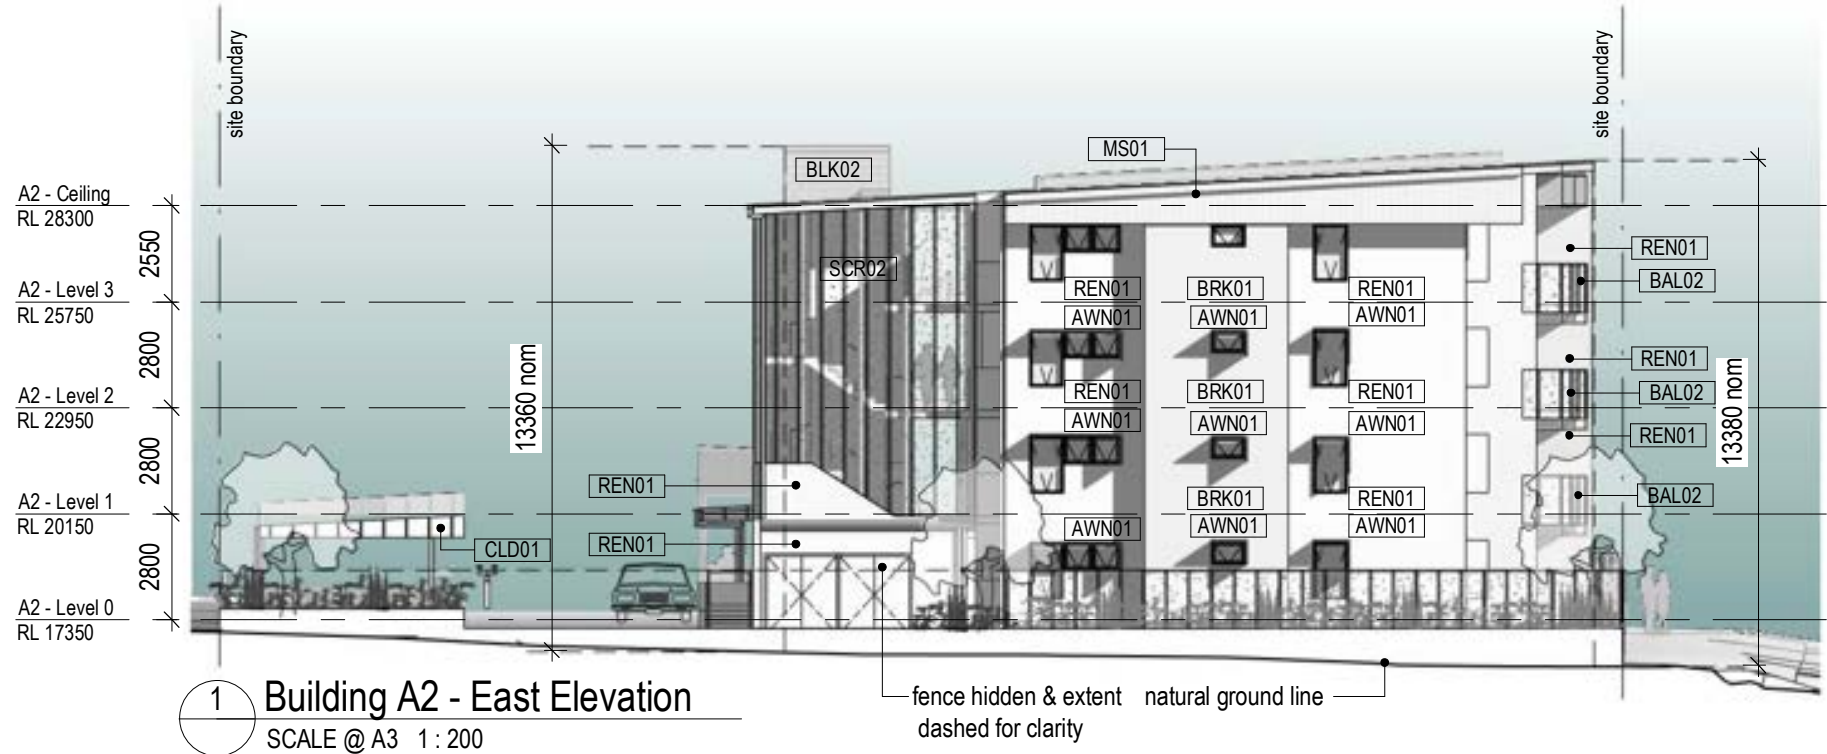 site boundary
site boundary
MS01
BLK02
A2 - Ceiling
RL 28300
2550
SCR02
REN01
BAL02
A2 - Level 3
RL 25750
REN01
BRK01
REN01
AWN01
AWN01
AWN01
2800
13360 nom
REN01
BAL02
13380 nom
A2 - Level 2
RL 22950
REN01
BRK01
REN01
AWN01
AWN01
AWN01
REN01
2800
REN01
BRK01
REN01
BAL02
A2 - Level 1
RL 20150
AWN01
AWN01
AWN01
CLD01
REN01
2800
A2 - Level 0
RL 17350
1
Building A2 - East Elevation
SCALE @ A3 1 : 200
fence hidden & extent
dashed for clarity
natural ground line